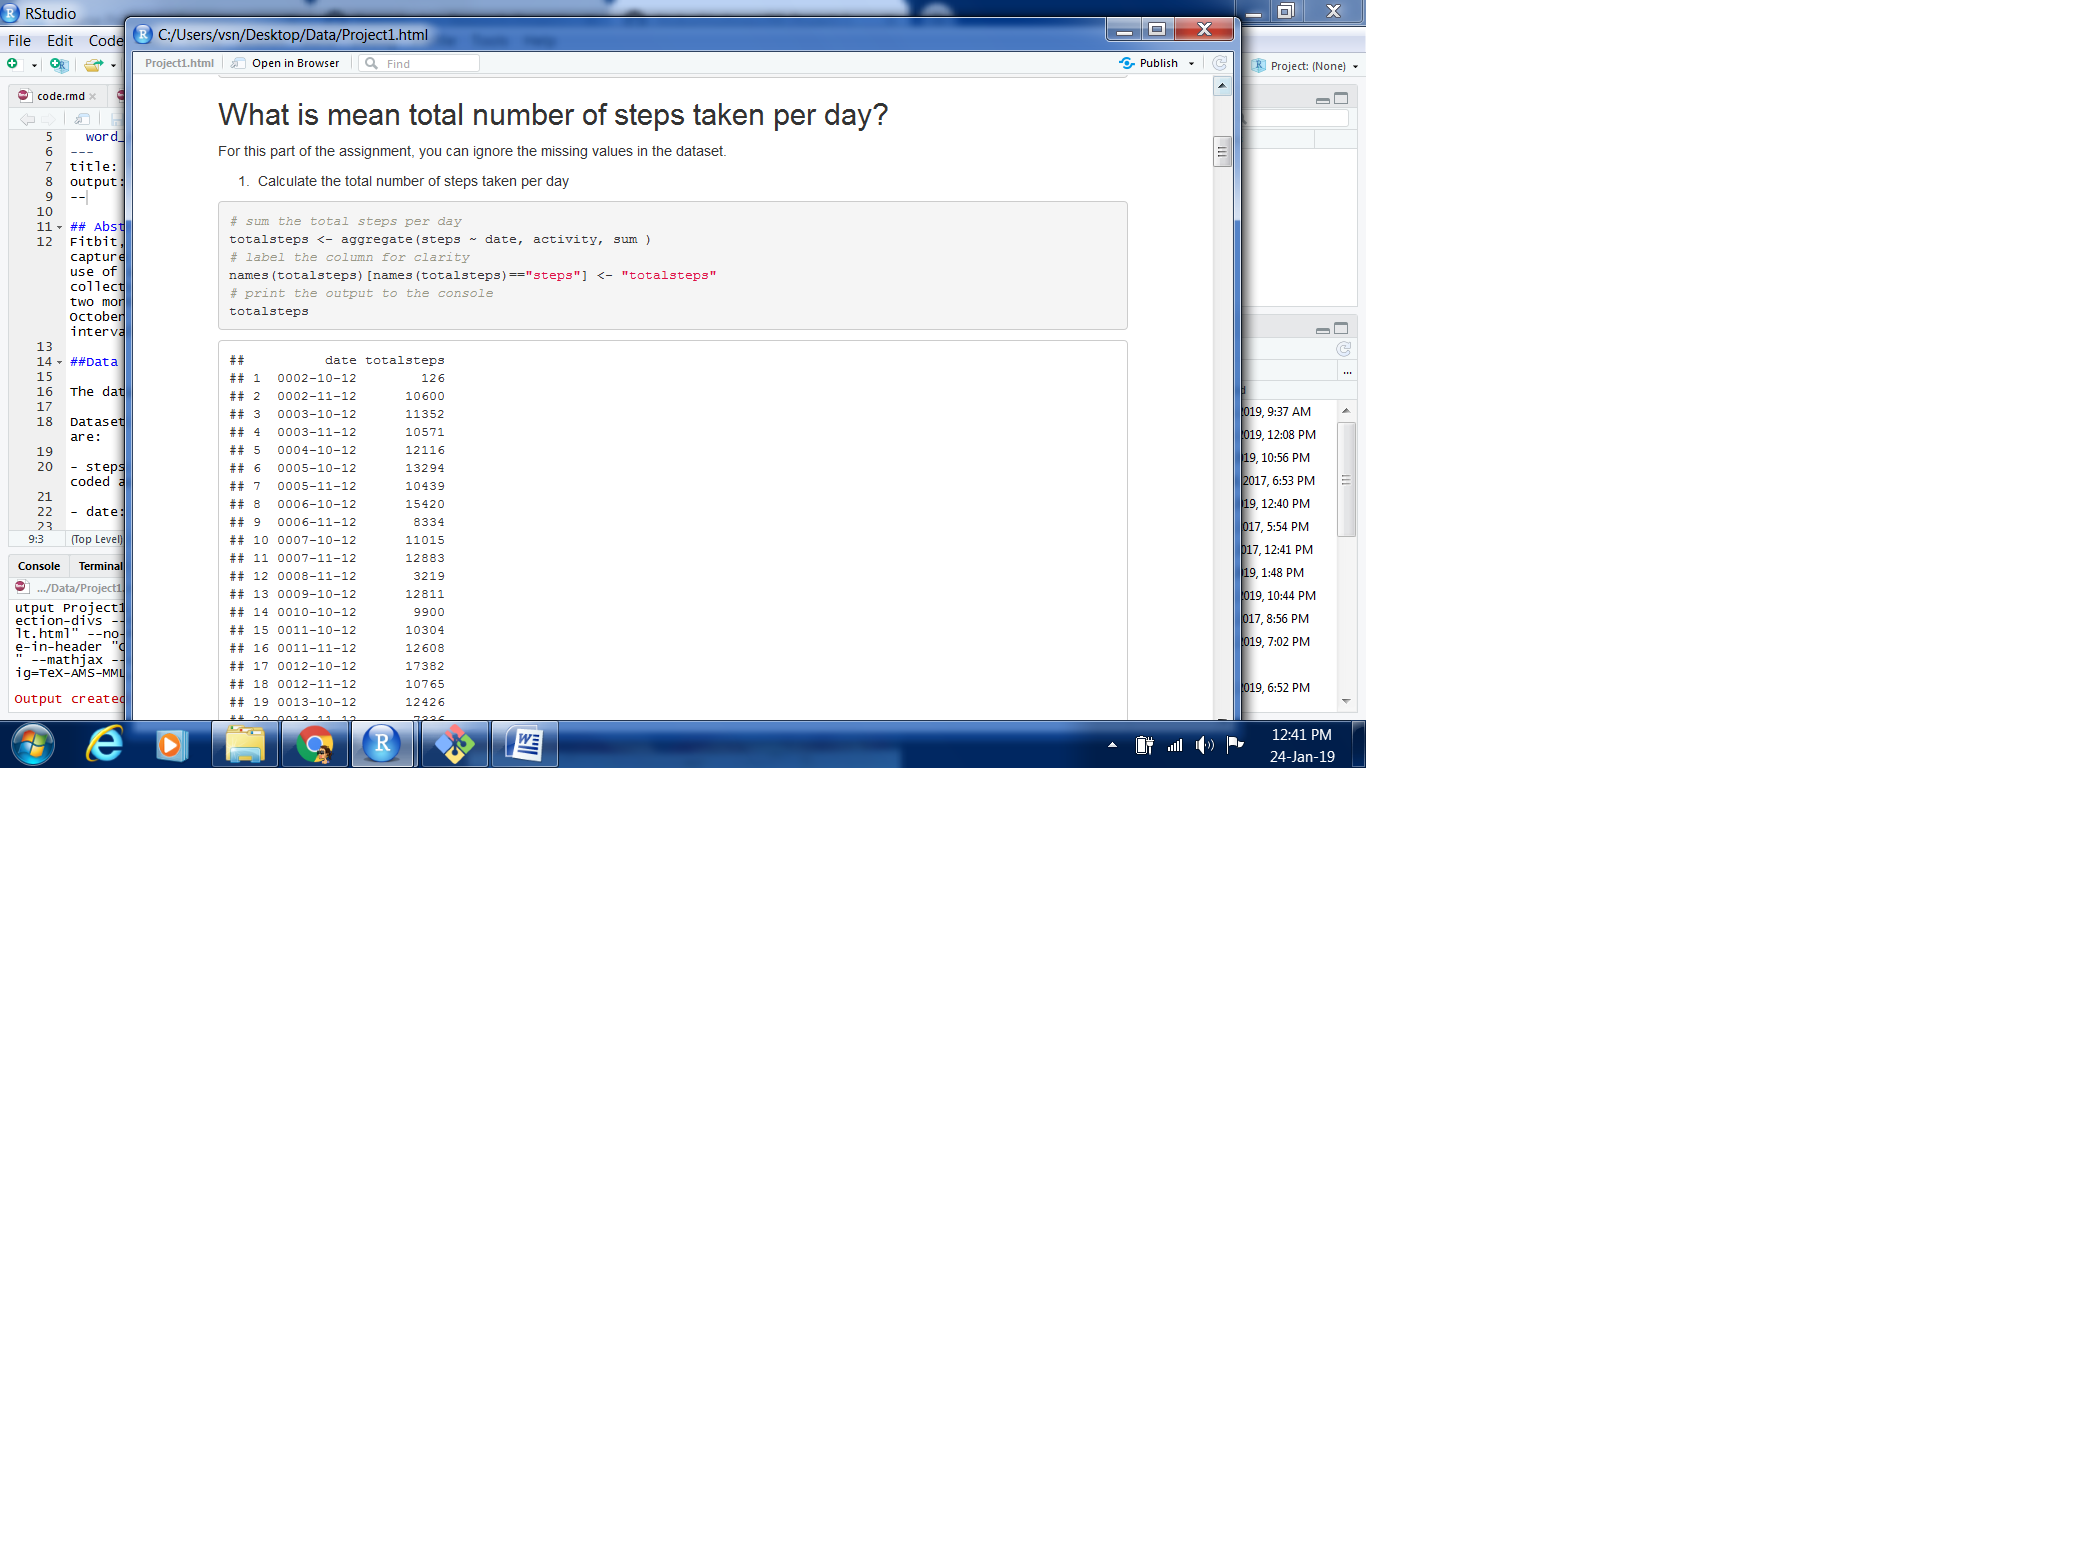 RStudio
File Edit Code
C:/Users/vsn/Desktop/Data/Project1.html
Project1.html Open in Browser Find Publish
Project: (None)
code.rmd
5 word_
6 ---
7 title:
8 output:
9 --
10
11 ## Abst
12 Fitbit,
capture
use of
collect
two mon
October
interva
13
14 ##Data
15
16 The dat
17
18 Dataset
are:
19
20 - steps
coded a
21
22 - date:
23
9:3 (Top Level)
Console Terminal
.../Data/Project1.
utput Project1
ection-divs --
lt.html" --no-
e-in-header "C
" --mathjax --
ig=TeX-AMS-MML
Output created
What is mean total number of steps taken per day?
For this part of the assignment, you can ignore the missing values in the dataset.
1. Calculate the total number of steps taken per day
# sum the total steps per day
totalsteps <- aggregate(steps ~ date, activity, sum )
# label the column for clarity
names(totalsteps)[names(totalsteps)=="steps"] <- "totalsteps"
# print the output to the console
totalsteps
## date totalsteps
## 1 0002-10-12 126
## 2 0002-11-12 10600
## 3 0003-10-12 11352
## 4 0003-11-12 10571
## 5 0004-10-12 12116
## 6 0005-10-12 13294
## 7 0005-11-12 10439
## 8 0006-10-12 15420
## 9 0006-11-12 8334
## 10 0007-10-12 11015
## 11 0007-11-12 12883
## 12 0008-11-12 3219
## 13 0009-10-12 12811
## 14 0010-10-12 9900
## 15 0011-10-12 10304
## 16 0011-11-12 12608
## 17 0012-10-12 17382
## 18 0012-11-12 10765
## 19 0013-10-12 12426
## 20 0013-11-12 7336
...
019, 9:37 AM
019, 12:08 PM
19, 10:56 PM
2017, 6:53 PM
019, 12:40 PM
017, 5:54 PM
017, 12:41 PM
19, 1:48 PM
019, 10:44 PM
017, 8:56 PM
019, 7:02 PM
019, 6:52 PM
12:41 PM
24-Jan-19